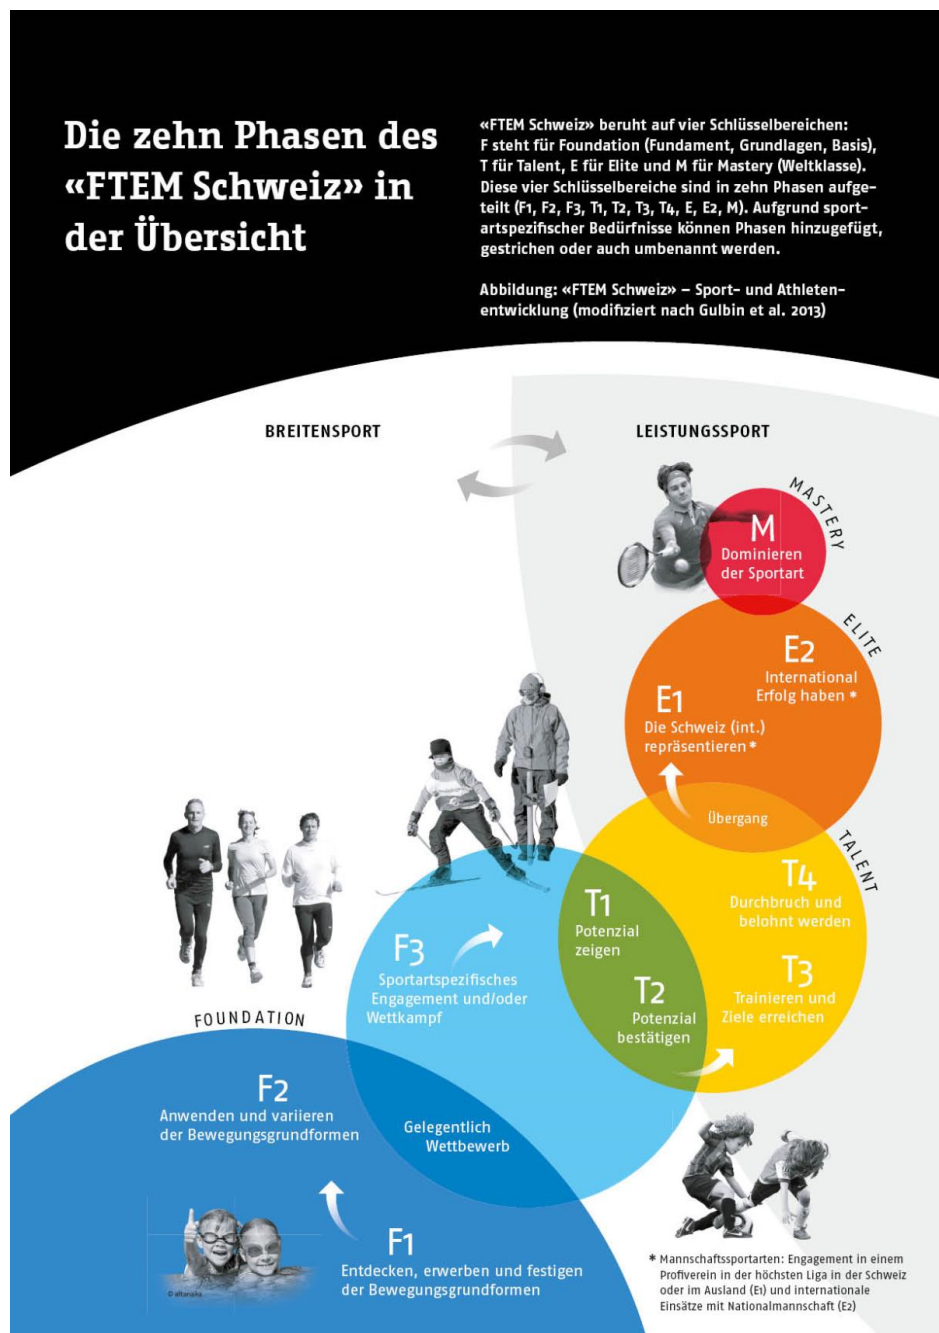 Die zehn Phasen des
«FTEM Schweiz» in
der Übersicht
«FTEM Schweiz» beruht auf vier Schlüsselbereichen:
F steht für Foundation (Fundament, Grundlagen, Basis),
T für Talent, E für Elite und M für Mastery (Weltklasse).
Diese vier Schlüsselbereiche sind in zehn Phasen aufge-
teilt (F1, F2, F3, T1, T2, T3, T4, E, E2, M). Aufgrund sport-
artspezifischer Bedürfnisse können Phasen hinzugefügt,
gestrichen oder auch umbenannt werden.
Abbildung: «FTEM Schweiz» – Sport- und Athleten-
entwicklung (modifiziert nach Gulbin et al. 2013)
BREITENSPORT
LEISTUNGSSPORT
MASTERY
M
Dominieren
der Sportart
ELITE
E2
International
Erfolg haben *
E1
Die Schweiz (int.)
repräsentieren *
Übergang
TALENT
T4
Durchbruch und
belohnt werden
T1
Potenzial
zeigen
T3
Trainieren und
Ziele erreichen
T2
Potenzial
bestätigen
F3
Sportartspezifisches
Engagement und/oder
Wettkampf
FOUNDATION
F2
Anwenden und variieren
der Bewegungsgrundformen
Gelegentlich
Wettbewerb
F1
Entdecken, erwerben und festigen
der Bewegungsgrundformen
© altanaka
* Mannschaftssportarten: Engagement in einem
Profiverein in der höchsten Liga in der Schweiz
oder im Ausland (E1) und internationale
Einsätze mit Nationalmannschaft (E2)